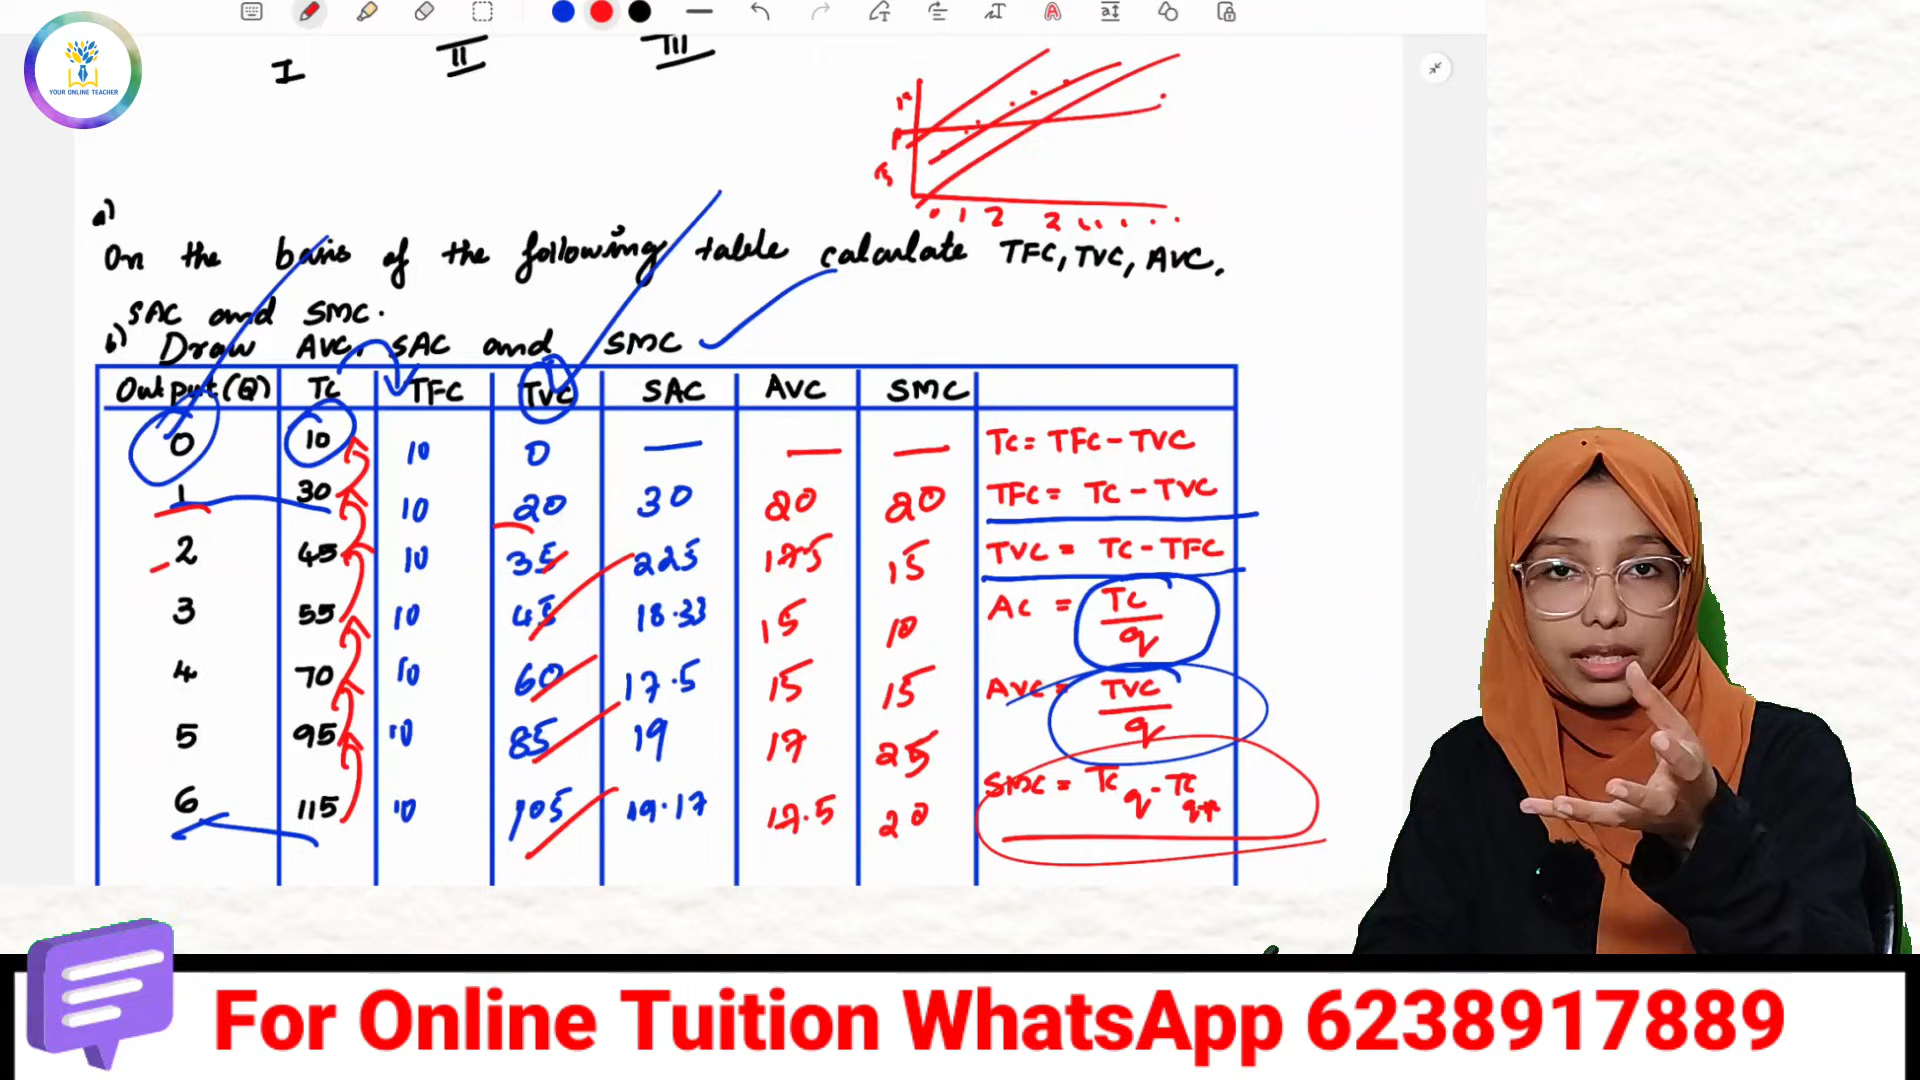 YOUR ONLINE TEACHER
I II III
0 1 2
a)
On the basis of the following table calculate TFC, TVC, AVC,
SAC and SMC.
b) Draw AVC, SAC and SMC
Output (Q) TC TFC TVC SAC AVC SMC
0 10 10 0 — — — TC = TFC - TVC
1 30 10 20 30 20 20 TFC = TC - TVC
2 45 10 35 225 17.5 15 TVC = TC - TFC
3 55 10 45 18.33 15 10 AC = TC/q
4 70 10 60 17.5 15 15 AVC = TVC/q
5 95 10 85 19 17 25
6 115 10 105 19.17 17.5 20 SMC = TC q - TC
For Online Tuition WhatsApp 6238917889